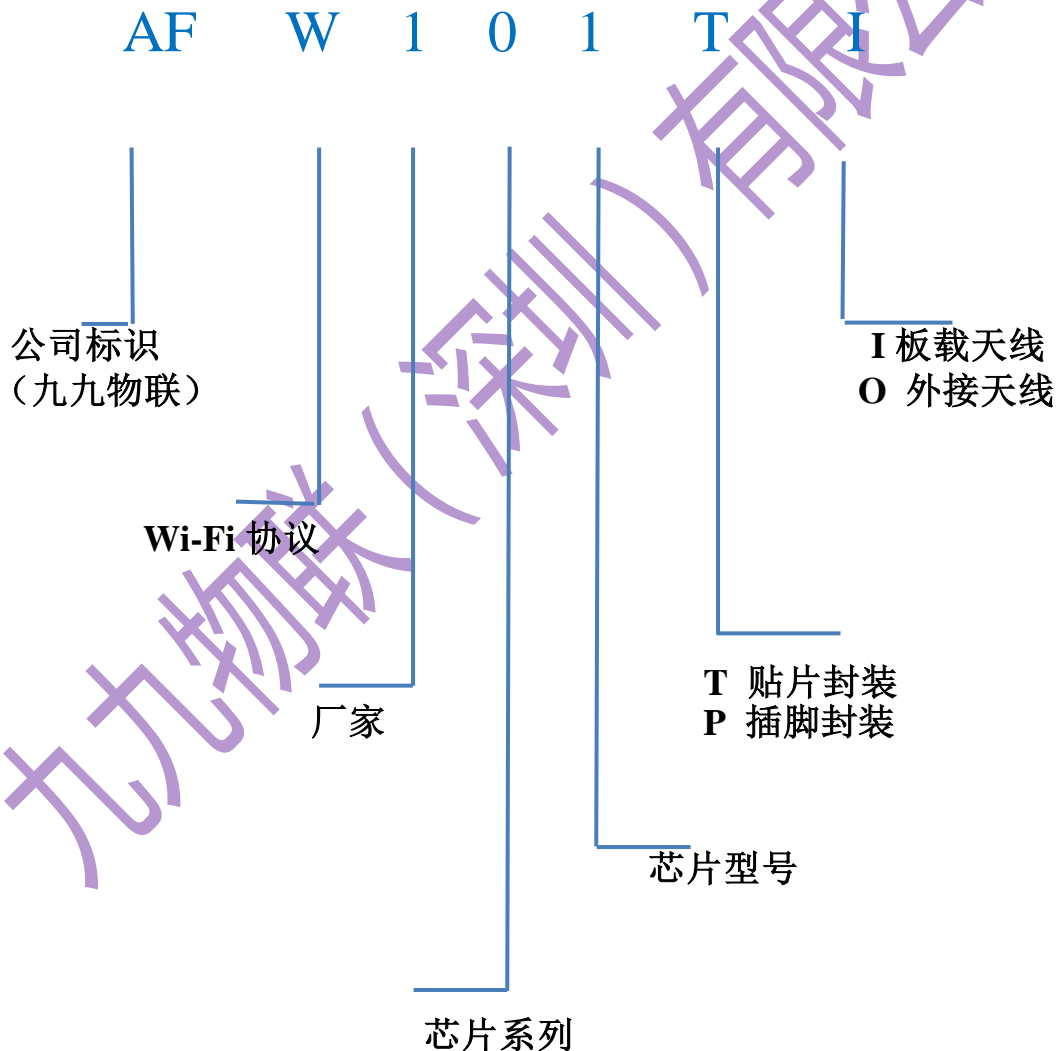 AF W 1 0 1 T I
公司标识
（九九物联）
I 板载天线
O 外接天线
Wi-Fi 协议
厂家
T 贴片封装
P 插脚封装
芯片型号
芯片系列
九九物联（深圳）有限公